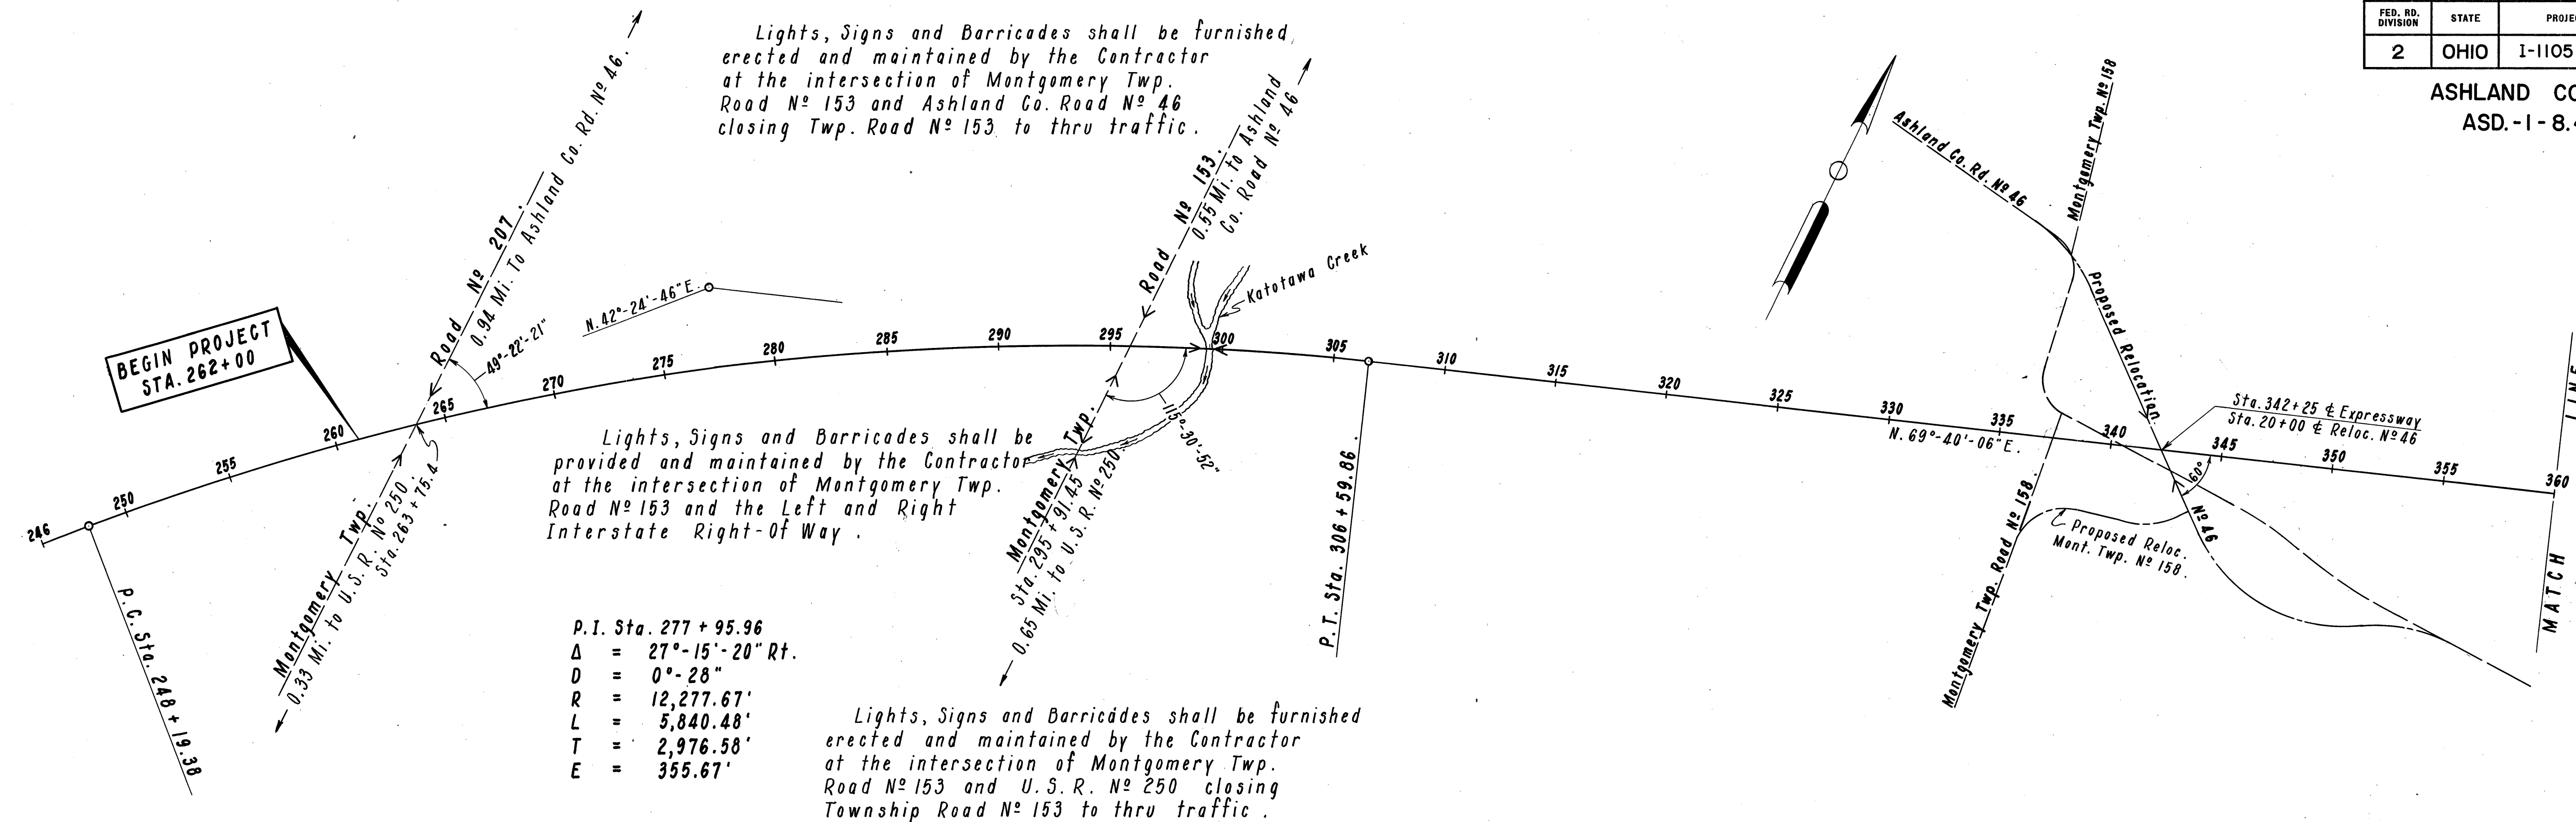 FED. RD.
DIVISION
STATE
2
OHIO
I-1105
ASHLAND
ASD.-1-8.
Lights, Signs and Barricades shall be furnished,
erected and maintained by the Contractor
at the intersection of Montgomery Twp.
Road Nº 153 and Ashland Co. Road Nº 46
closing Twp. Road Nº 153 to thru traffic.
BEGIN PROJECT
STA. 262+00
Montgomery Twp. Road Nº 207.
0.94 Mi. To Ashland Co. Rd. Nº 46.
0.33 Mi. to U.S.R. Nº 250.
Sta. 263+75.4
49°-22'-21"
N. 42°-24'-46" E.
Montgomery Twp. Road Nº 153.
0.55 Mi. to Ashland
Co. Road Nº 46
Katotawa Creek
115°-30'-52"
Sta. 295+91.45
0.65 Mi. to U.S.R. Nº 250.
246
250
255
260
265
270
275
280
285
290
295
300
305
310
315
320
325
330
335
340
345
350
355
360
P.C. Sta. 248+19.38
P.T. Sta. 306+59.86.
Lights, Signs and Barricades shall be
provided and maintained by the Contractor
at the intersection of Montgomery Twp.
Road Nº 153 and the Left and Right
Interstate Right-Of Way.
P.I. Sta. 277+95.96
Δ = 27°-15'-20" Rt.
D = 0°-28"
R = 12,277.67'
L = 5,840.48'
T = 2,976.58'
E = 355.67'
Lights, Signs and Barricades shall be furnished
erected and maintained by the Contractor
at the intersection of Montgomery Twp.
Road Nº 153 and U.S.R. Nº 250 closing
Township Road Nº 153 to thru traffic.
Ashland Co. Rd. Nº 46
Montgomery Twp. Nº 158
Proposed Relocation.
Nº 46
Sta. 342+25 ℄ Expressway
Sta. 20+00 ℄ Reloc. Nº 46
N. 69°-40'-06" E.
60°
Montgomery Twp. Road Nº 158.
Proposed Reloc.
Mont. Twp. Nº 158.
MATCH LINE